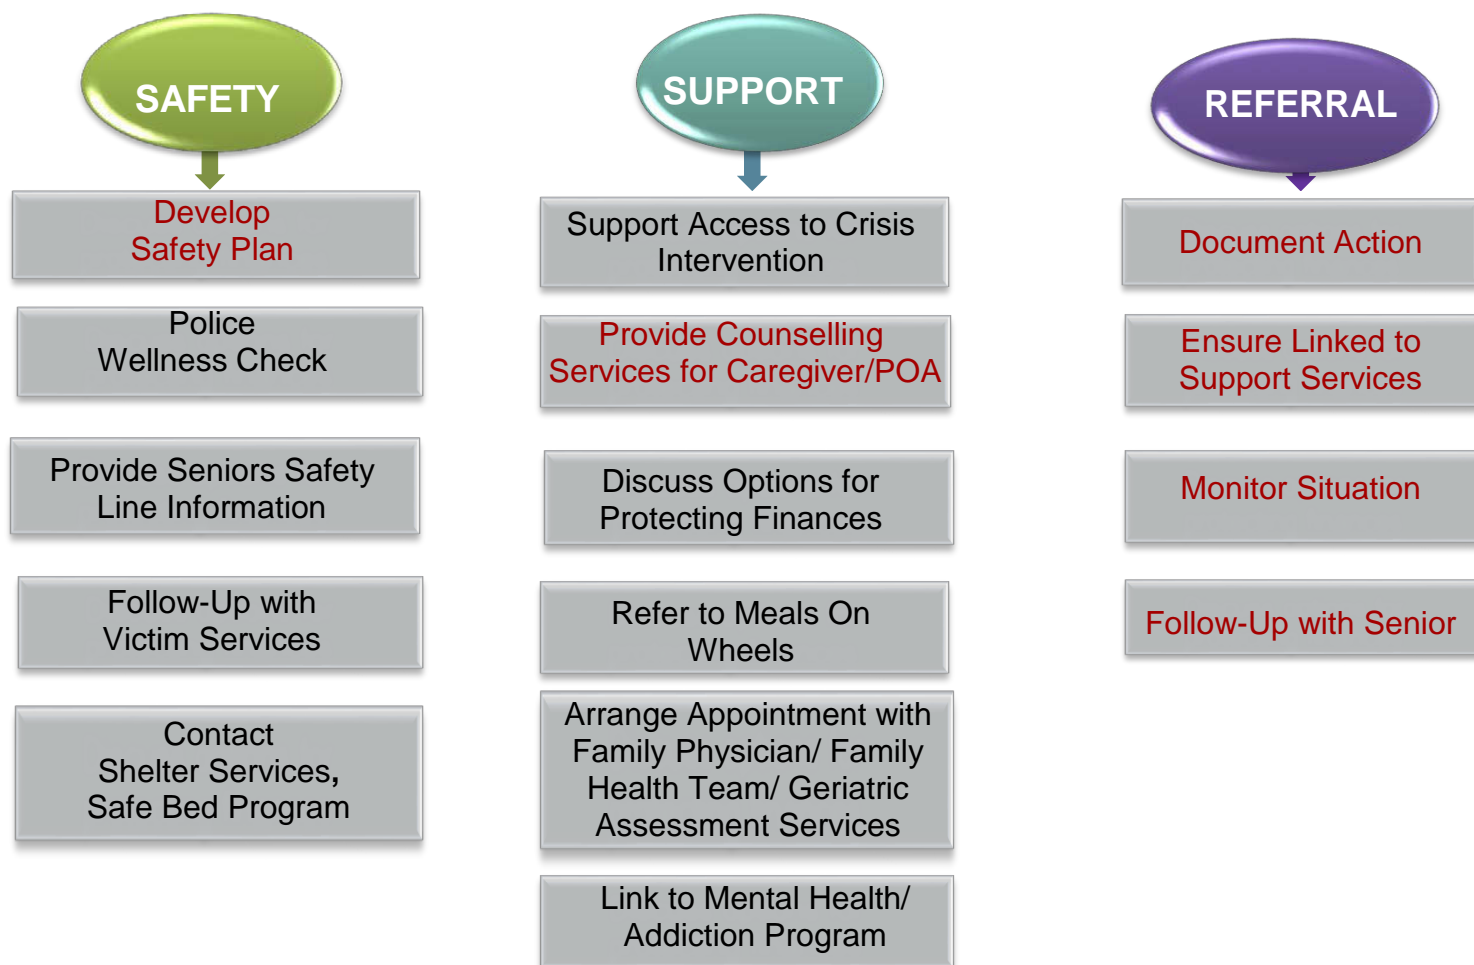 SAFETY
Develop
Safety Plan
Police
Wellness Check
Provide Seniors Safety
Line Information
Follow-Up with
Victim Services
Contact
Shelter Services,
Safe Bed Program
SUPPORT
Support Access to Crisis
Intervention
Provide Counselling
Services for Caregiver/POA
Discuss Options for
Protecting Finances
Refer to Meals On
Wheels
Arrange Appointment with
Family Physician/ Family
Health Team/ Geriatric
Assessment Services
Link to Mental Health/
Addiction Program
REFERRAL
Document Action
Ensure Linked to
Support Services
Monitor Situation
Follow-Up with Senior